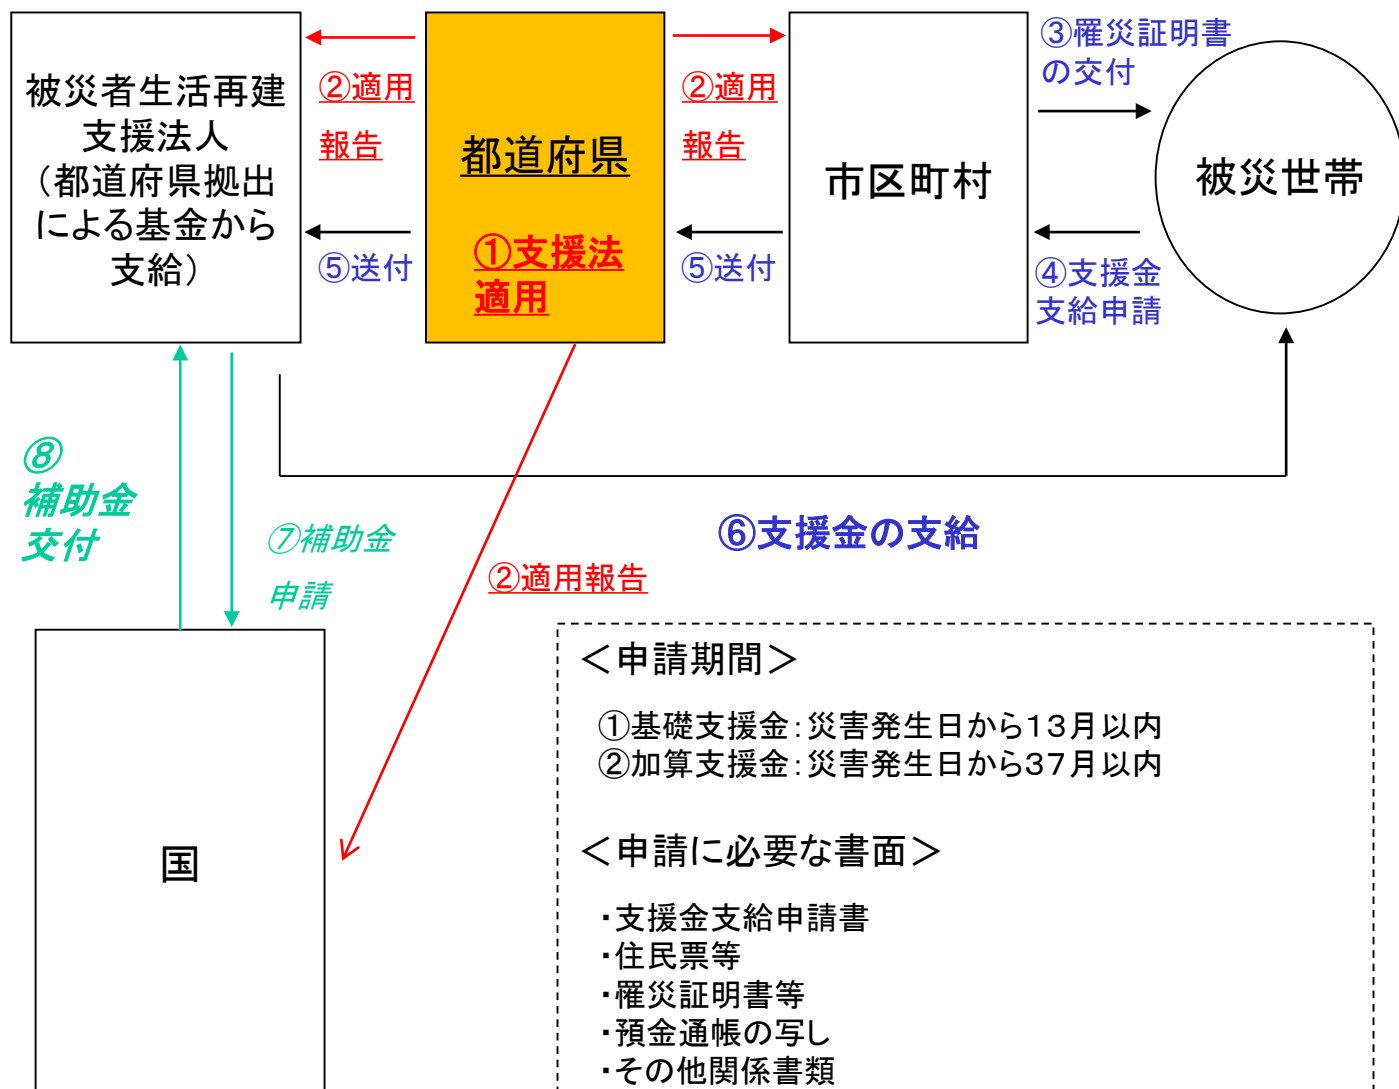 被災者生活再建
支援法人
（都道府県拠出
による基金から
支給）
②適用
報告
⑤送付
都道府県
①支援法
適用
②適用
報告
⑤送付
市区町村
③罹災証明書
の交付
④支援金
支給申請
被災世帯
⑧
補助金
交付
⑦補助金
申請
②適用報告
⑥支援金の支給
国
＜申請期間＞
①基礎支援金：災害発生日から１３月以内
②加算支援金：災害発生日から３７月以内
＜申請に必要な書面＞
・支援金支給申請書
・住民票等
・罹災証明書等
・預金通帳の写し
・その他関係書類